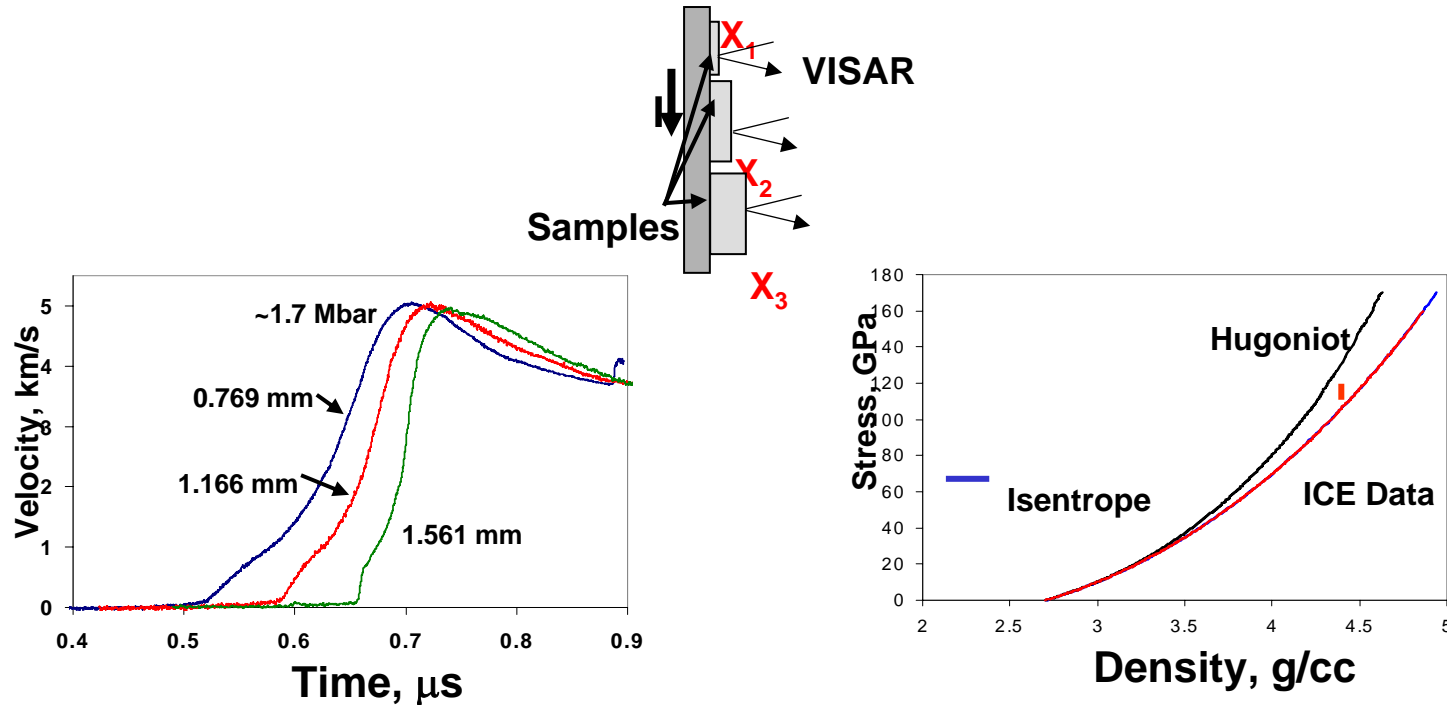 X1
VISAR
J
X2
Samples
X3
Velocity, km/s
5
4
3
2
1
0
~1.7 Mbar
0.769 mm
1.166 mm
1.561 mm
0.4 0.5 0.6 0.7 0.8 0.9
Time, μs
Stress, GPa
180
160
140
120
100
80
60
40
20
0
Hugoniot
Isentrope
ICE Data
2 2.5 3 3.5 4 4.5 5
Density, g/cc